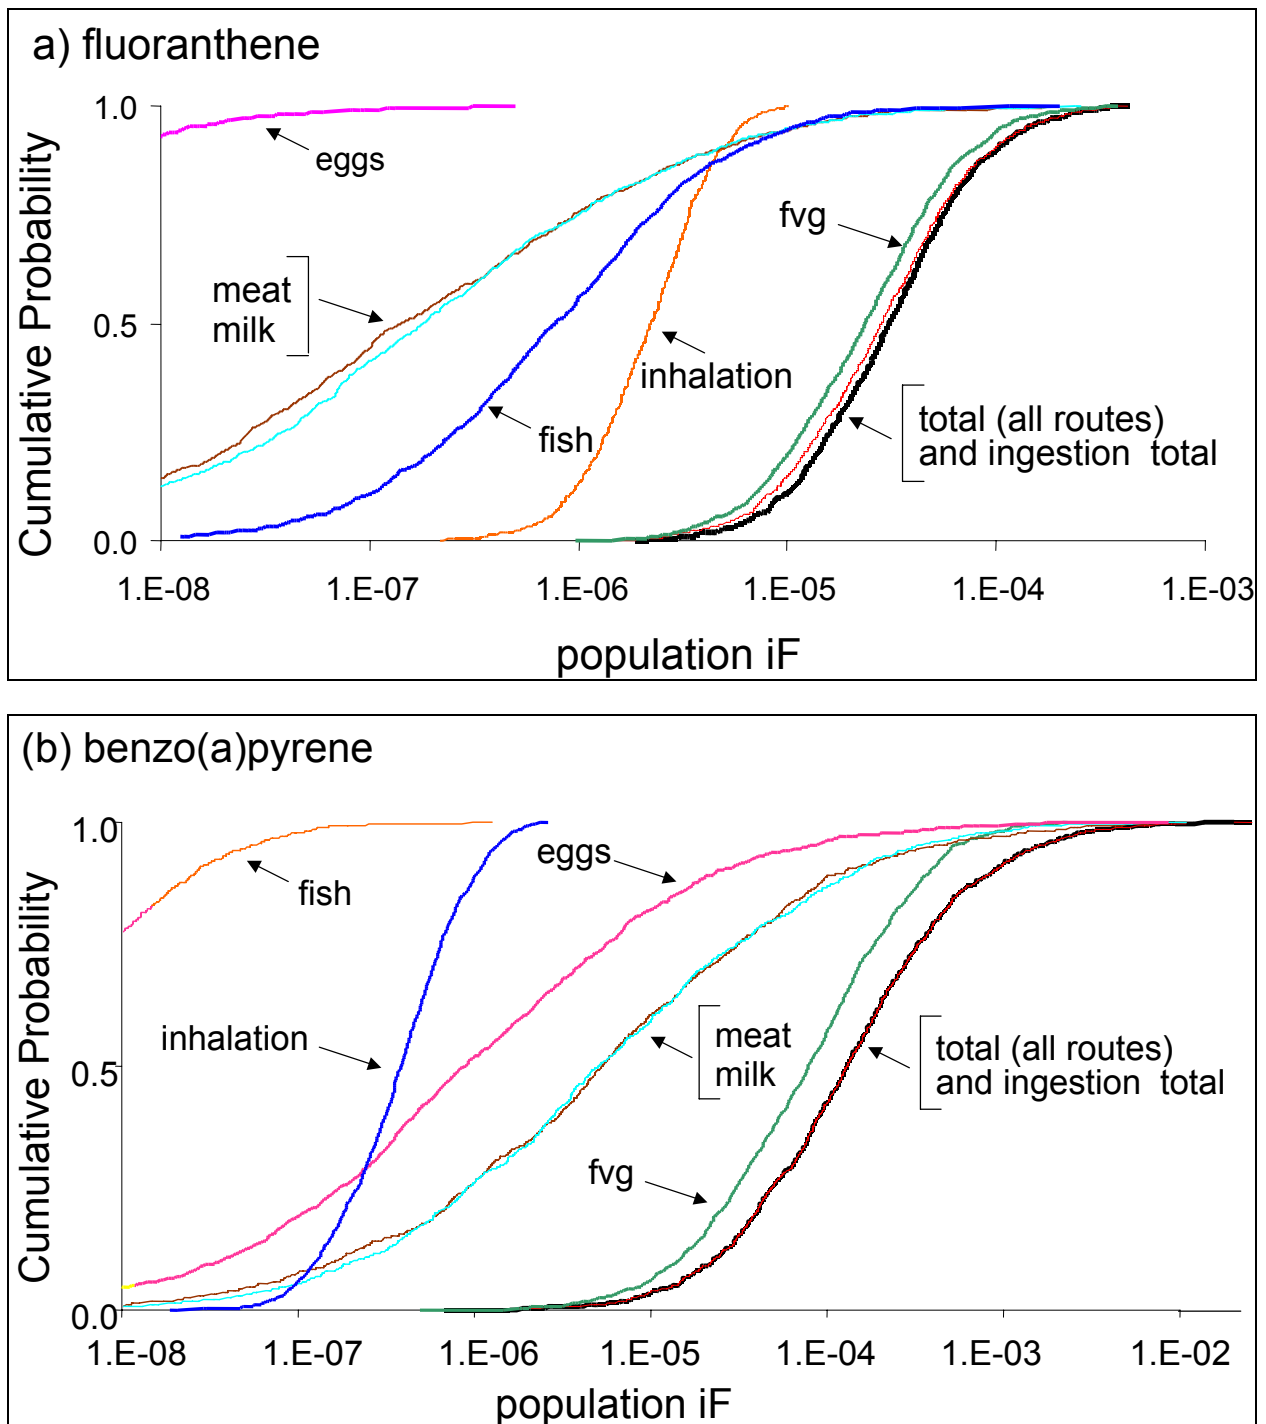 a) fluoranthene
Cumulative Probability
1.0
0.5
0.0
eggs
meat
milk
fish
inhalation
fvg
total (all routes)
and ingestion total
1.E-08 1.E-07 1.E-06 1.E-05 1.E-04 1.E-03
population iF
(b) benzo(a)pyrene
Cumulative Probability
1.0
0.5
0.0
fish
eggs
inhalation
meat
milk
fvg
total (all routes)
and ingestion total
1.E-08 1.E-07 1.E-06 1.E-05 1.E-04 1.E-03 1.E-02
population iF